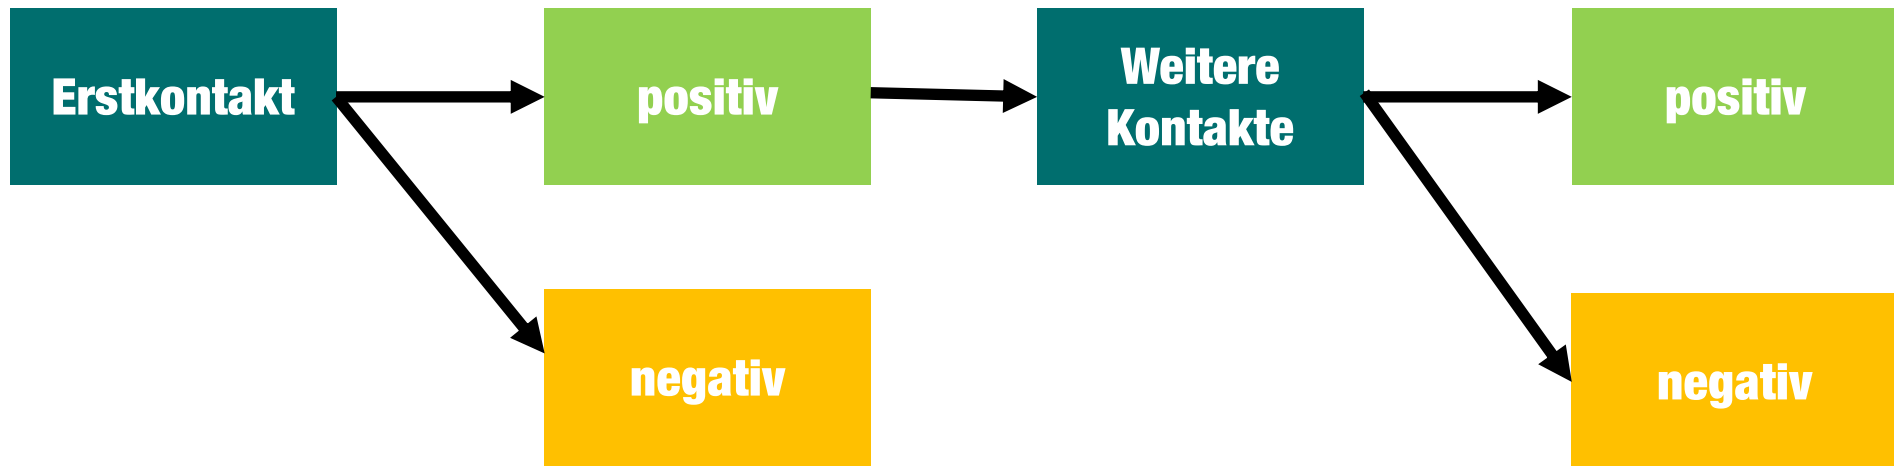 Erstkontakt
positiv
Weitere
Kontakte
positiv
negativ
negativ